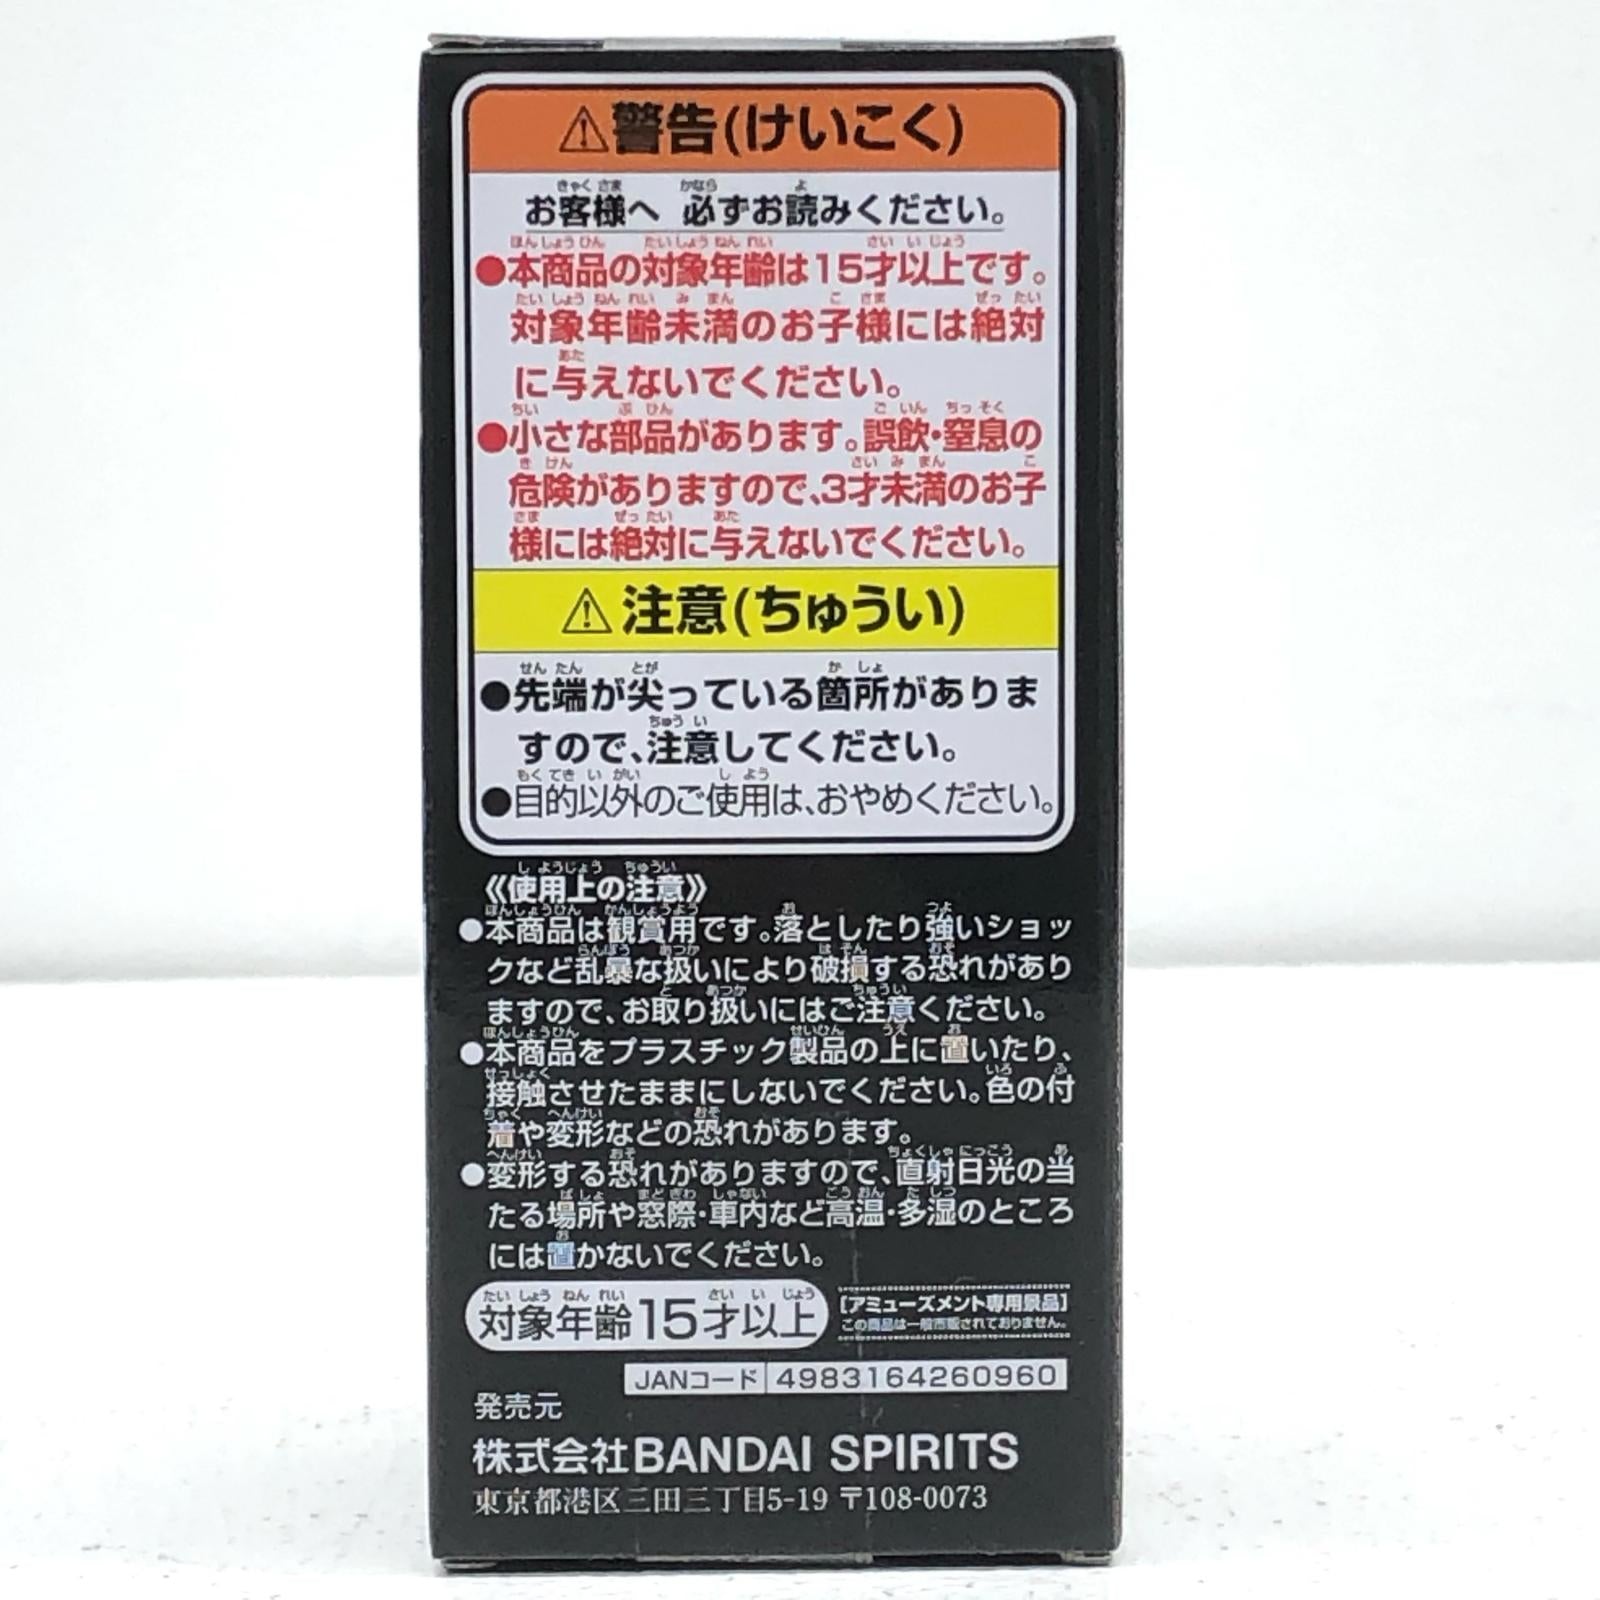 ⚠警告(けいこく)
お客様へ 必ずお読みください。
●本商品の対象年齢は15才以上です。
対象年齢未満のお子様には絶対
に与えないでください。
●小さな部品があります。誤飲・窒息の
危険がありますので、3才未満のお子
様には絶対に与えないでください。
⚠注意(ちゅうい)
●先端が尖っている箇所がありま
すので、注意してください。
●目的以外のご使用は、おやめください。
《使用上の注意》
●本商品は観賞用です。落としたり強いショッ
クなど乱暴な扱いにより破損する恐れがあり
ますので、お取り扱いにはご注意ください。
●本商品をプラスチック製品の上に置いたり、
接触させたままにしないでください。色の付
着や変形などの恐れがあります。
●変形する恐れがありますので、直射日光の当
たる場所や窓際・車内など高温・多湿のところ
には置かないでください。
対象年齢15才以上
[アミューズメント専用景品]
この商品は一般市販されておりません。
JANコード 4983164260960
発売元
株式会社BANDAI SPIRITS
東京都港区三田三丁目5-19 〒108-0073